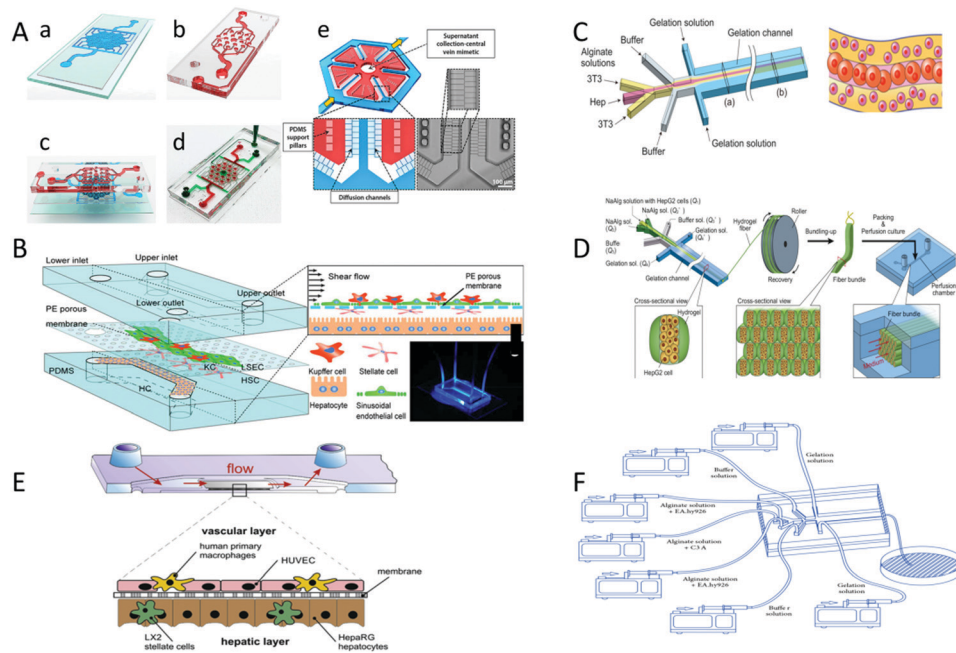 A
a
b
c
d
e
Supernatant
collection-central
vein mimetic
PDMS
support
pillars
Diffusion channels
100 µm
B
Lower inlet
Upper inlet
Lower outlet
Upper outlet
PE porous
membrane
PDMS
KC
LSEC
HSC
HC
Shear flow
PE porous
membrane
Kupffer cell
Stellate cell
Hepatocyte
Sinusoidal
endothelial cell
C
Gelation solution
Buffer
Gelation channel
Alginate
solutions
3T3
Hep
3T3
(a)
(b)
Buffer
Gelation solution
D
NaAlg solution with HepG2 cells (Q₁)
NaAlg sol.
(Q₂)
Buffer sol. (Q₃')
Gelation sol.
(Q₄')
Buffe
(Q₃)
Gelation sol. (Q₄)
Gelation channel
Hydrogel
fiber
Roller
Recovery
Bundling-up
Fiber bundle
Packing
&
Perfusion culture
Perfusion
chamber
Cross-sectional view
Hydrogel
HepG2 cell
Cross-sectional view
Fiber bundle
Medium
E
flow
vascular layer
human primary
macrophages
HUVEC
membrane
LX2
stellate cells
HepaRG
hepatocytes
hepatic layer
F
Gelation
solution
Buffer
solution
Alginate solution
+ EA.hy926
Alginate solution
+ C3A
Alginate solution
+ EA.hy926
Buffe r
solution
Gelation
solution